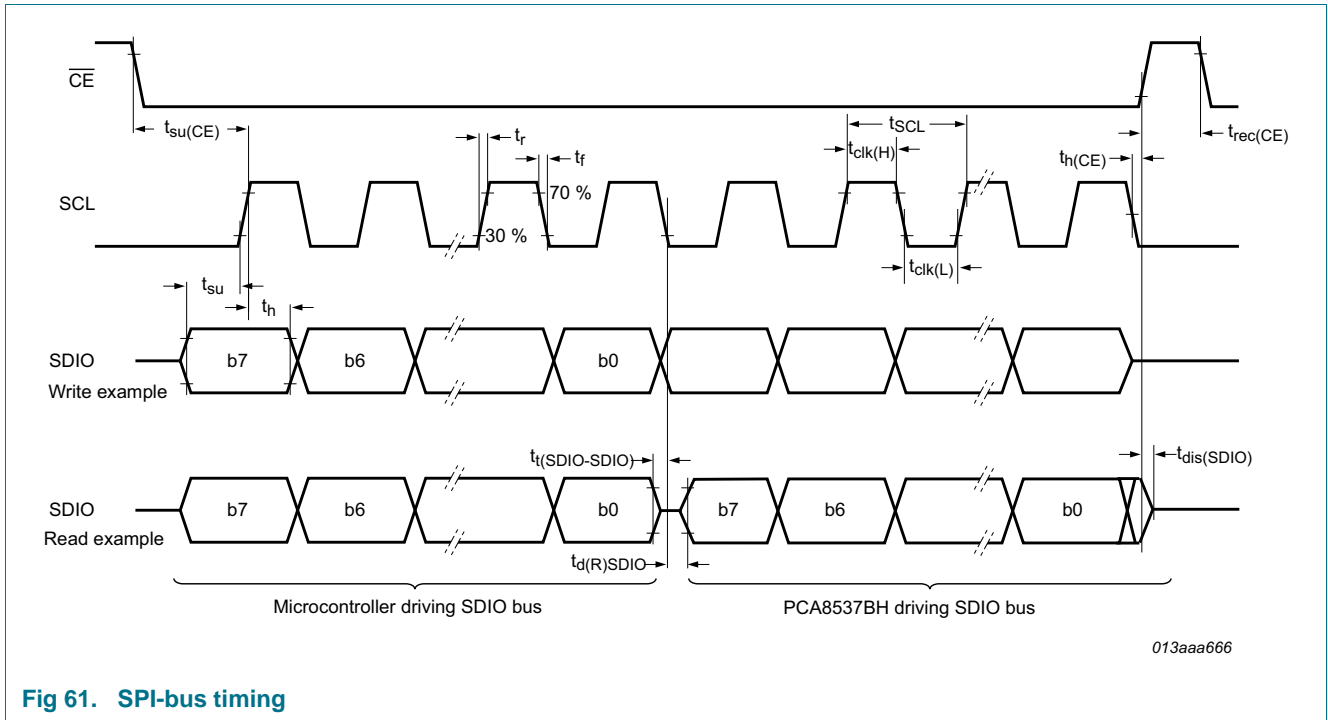 CE
tsu(CE)
tr
tf
tSCL
tclk(H)
th(CE)
trec(CE)
SCL
70 %
30 %
tclk(L)
tsu
th
SDIO
Write example
b7
b6
b0
tt(SDIO-SDIO)
tdis(SDIO)
SDIO
Read example
b7
b6
b0
b7
b6
b0
td(R)SDIO
Microcontroller driving SDIO bus
PCA8537BH driving SDIO bus
013aaa666
Fig 61. SPI-bus timing